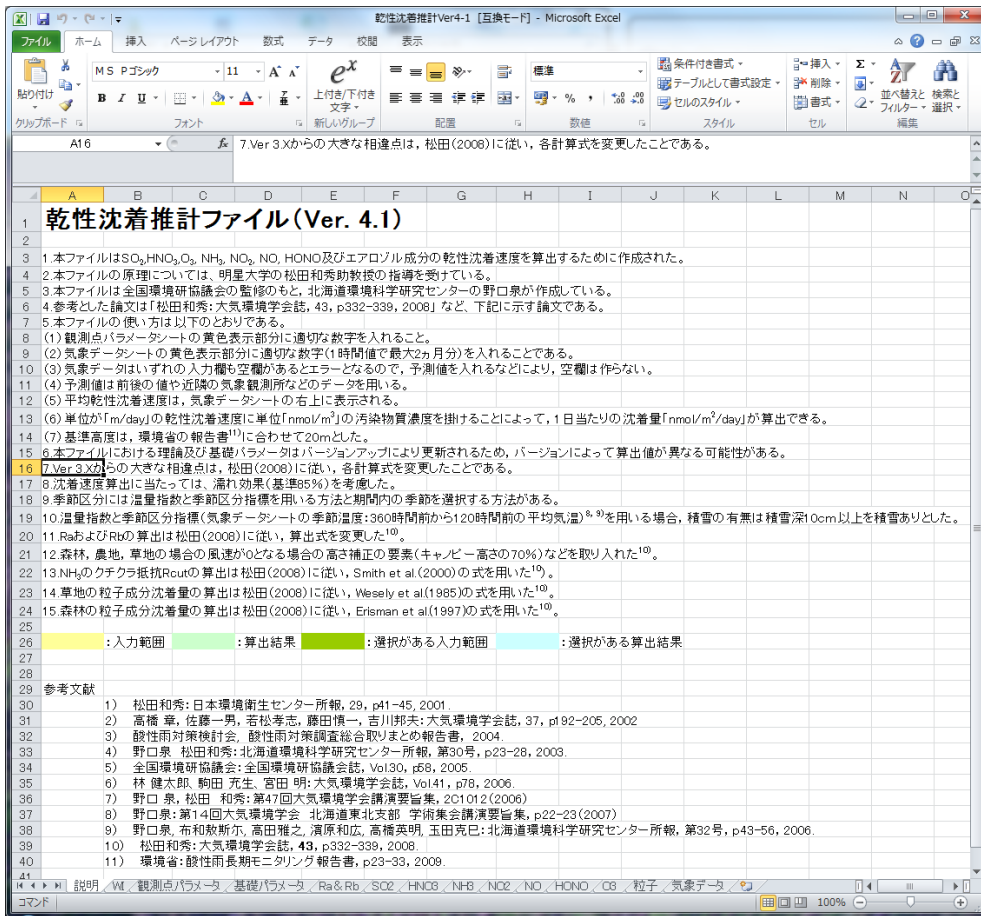 乾性沈着推計Ver4-1 [互換モード] - Microsoft Excel
ファイル ホーム 挿入 ページ レイアウト 数式 データ 校閲 表示
MS Pゴシック 11 標準 条件付き書式 挿入
貼り付け 上付き/下付き文字 テーブルとして書式設定 削除 並べ替えと フィルター 検索と 選択
セルのスタイル 書式
クリップボード フォント 新しいグループ 配置 数値 スタイル セル 編集
A16 fx 7.Ver 3.Xからの大きな相違点は，松田(2008)に従い，各計算式を変更したことである。
A B C D E F G H I J K L M N O
1 乾性沈着推計ファイル(Ver. 4.1)
2
3 1.本ファイルはSO₂,HNO₃,O₃, NH₃, NO₂, NO, HONO及びエアロゾル成分の乾性沈着速度を算出するために作成された。
4 2.本ファイルの原理については、明星大学の松田和秀助教授の指導を受けている。
5 3.本ファイルは全国環境研協議会の監修のもと，北海道環境科学研究センターの野口泉が作成している。
6 4.参考とした論文は「松田和秀：大気環境学会誌，43，p332-339，2008」など、下記に示す論文である。
7 5.本ファイルの使い方は以下のとおりである。
8 (1)観測点パラメータシートの黄色表示部分に適切な数字を入れること。
9 (2)気象データシートの黄色表示部分に適切な数字(1時間値で最大2ヵ月分)を入れることである。
10 (3)気象データはいずれの入力欄も空欄があるとエラーとなるので，予測値を入れるなどにより，空欄は作らない。
11 (4)予測値は前後の値や近隣の気象観測所などのデータを用いる。
12 (5)平均乾性沈着速度は，気象データシートの右上に表示される。
13 (6)単位が「m/day」の乾性沈着速度に単位「nmol/m³」の汚染物質濃度を掛けることによって，1日当たりの沈着量「nmol/m²/day」が算出できる。
14 (7)基準高度は，環境省の報告書¹¹⁾に合わせて20mとした。
15 6.本ファイルにおける理論及び基礎パラメータはバージョンアップにより更新されるため，バージョンによって算出値が異なる可能性がある。
16 7.Ver 3.Xからの大きな相違点は，松田(2008)に従い，各計算式を変更したことである。
17 8.沈着速度算出に当たっては、濡れ効果(基準85%)を考慮した。
18 9.季節区分には温量指数と季節区分指標を用いる方法と期間内の季節を選択する方法がある。
19 10.温量指数と季節区分指標(気象データシートの季節温度:360時間前から120時間前の平均気温)⁸˒ ⁹⁾を用いる場合，積雪の有無は積雪深10cm以上を積雪ありとした。
20 11.RaおよびRbの算出は松田(2008)に従い，算出式を変更した¹⁰⁾。
21 12.森林，農地，草地の場合の風速が0となる場合の高さ補正の要素(キャノピー高さの70%)などを取り入れた¹⁰⁾。
22 13.NH₃のクチクラ抵抗Rcutの算出は松田(2008)に従い，Smith et al.(2000)の式を用いた¹⁰⁾。
23 14.草地の粒子成分沈着量の算出は松田(2008)に従い，Wesely et al.(1985)の式を用いた¹⁰⁾。
24 15.森林の粒子成分沈着量の算出は松田(2008)に従い，Erisman et al.(1997)の式を用いた¹⁰⁾。
25
26 :入力範囲 :算出結果 :選択がある入力範囲 :選択がある算出結果
27
28
29 参考文献
30 1) 松田和秀：日本環境衛生センター所報，29，p41-45，2001.
31 2) 高橋 章，佐藤一男，若松孝志，藤田慎一，吉川邦夫：大気環境学会誌，37，p192-205，2002
32 3) 酸性雨対策検討会，酸性雨対策調査総合取りまとめ報告書， 2004.
33 4) 野口泉 松田和秀：北海道環境科学研究センター所報，第30号，p23-28，2003.
34 5) 全国環境研協議会：全国環境研協議会誌，Vol.30，p58，2005.
35 6) 林 健太郎、駒田 充生、宮田 明：大気環境学会誌，Vol.41，p78，2006.
36 7) 野口 泉，松田 和秀：第47回大気環境学会講演要旨集，2C1012(2006)
37 8) 野口泉：第14回大気環境学会 北海道東北支部 学術集会講演要旨集，p22-23(2007)
38 9) 野口泉，布和敖斯尓，高田雅之，濱原和広，高橋英明，玉田克巳：北海道環境科学研究センター所報，第32号，p43-56，2006.
39 10) 松田和秀：大気環境学会誌，43，p332-339，2008.
40 11) 環境省：酸性雨長期モニタリング報告書，p23-33，2009.
41
説明 WI 観測点パラメータ 基礎パラメータ Ra&Rb SO2 HNO3 NH3 NO2 NO HONO O3 粒子 気象データ
コマンド 100%